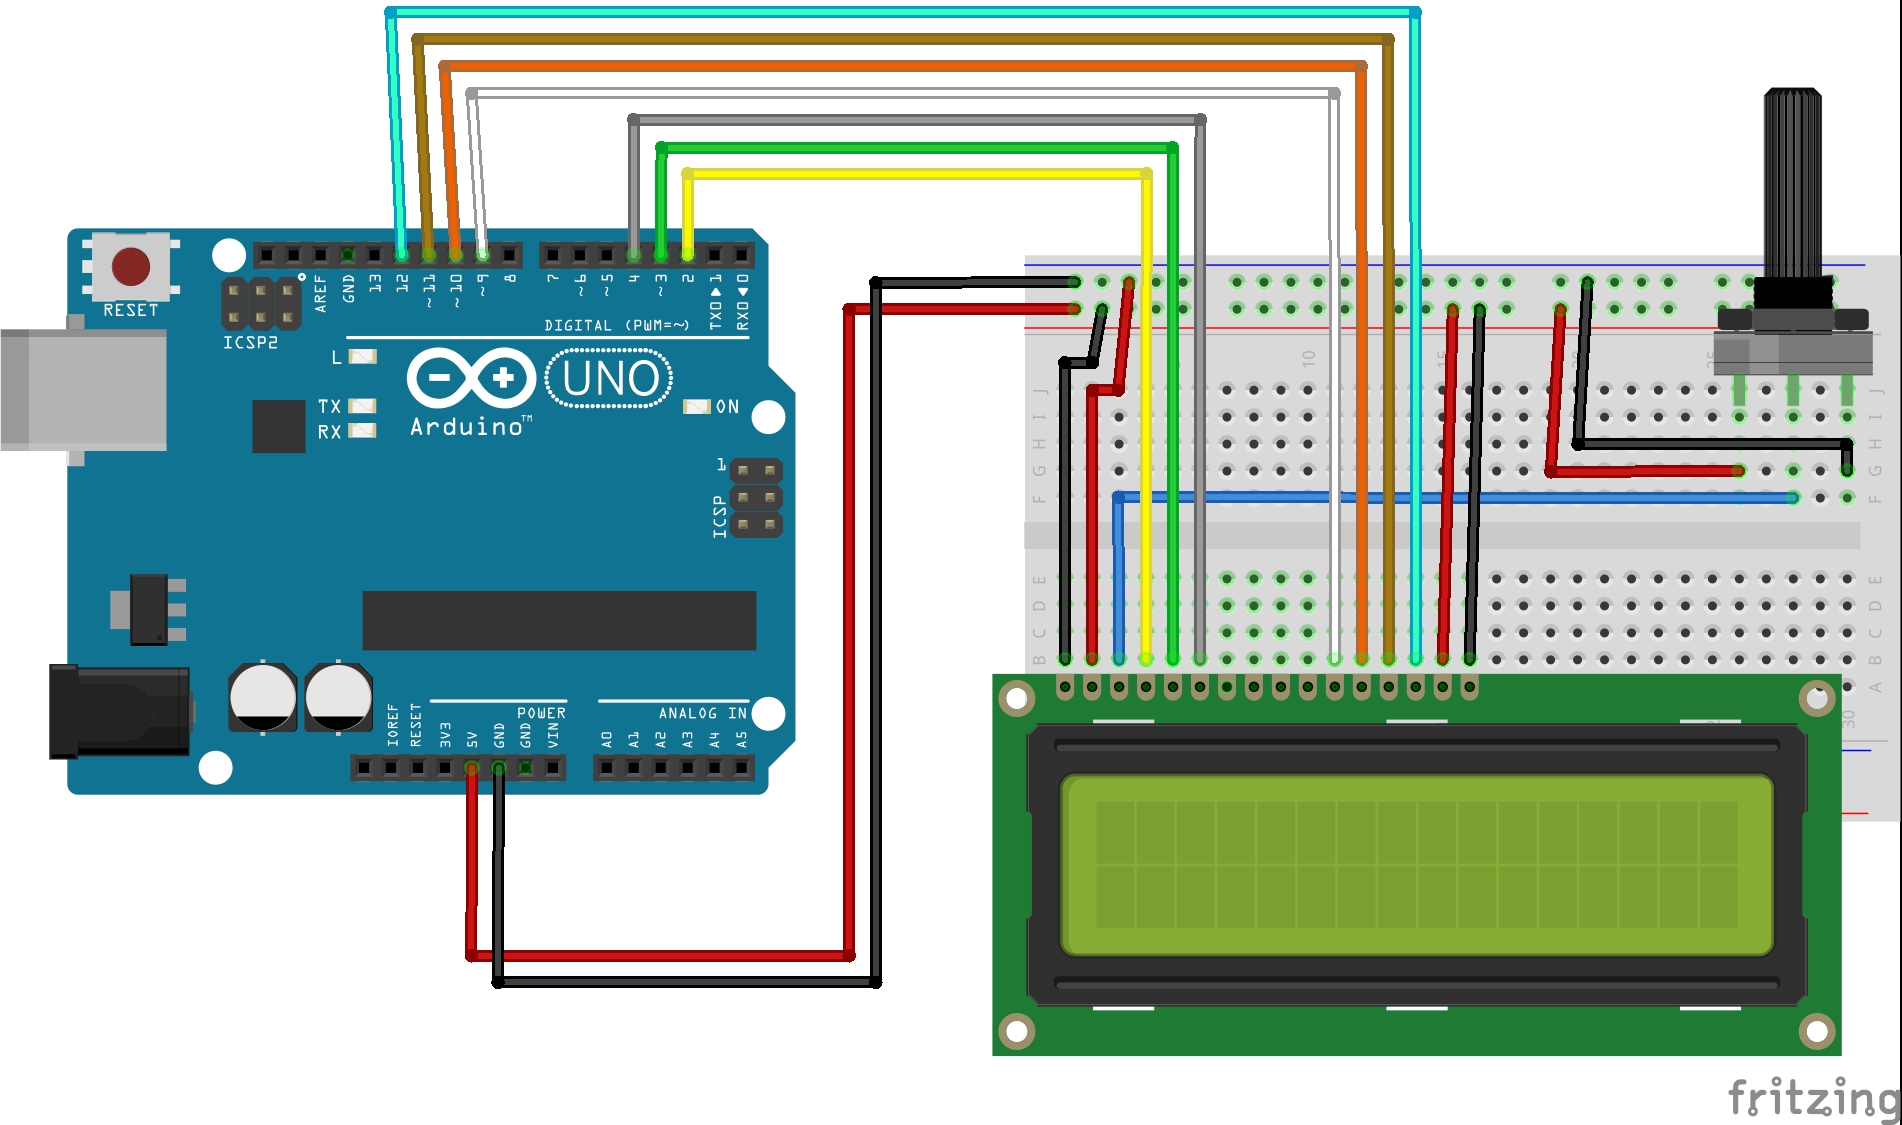 RESET
ICSP2
AREF
GND
13
12
~11
~10
~9
8
7
~6
~5
4
~3
2
TX0▶1
RX0◀0
DIGITAL (PWM=~)
L
TX
RX
UNO
Arduino™
ON
1
ICSP
IOREF
RESET
3V3
5V
GND
GND
VIN
POWER
ANALOG IN
A0
A1
A2
A3
A4
A5
10
15
J
I
H
G
F
E
D
C
B
J
I
H
G
F
E
D
C
B
A
30
fritzing